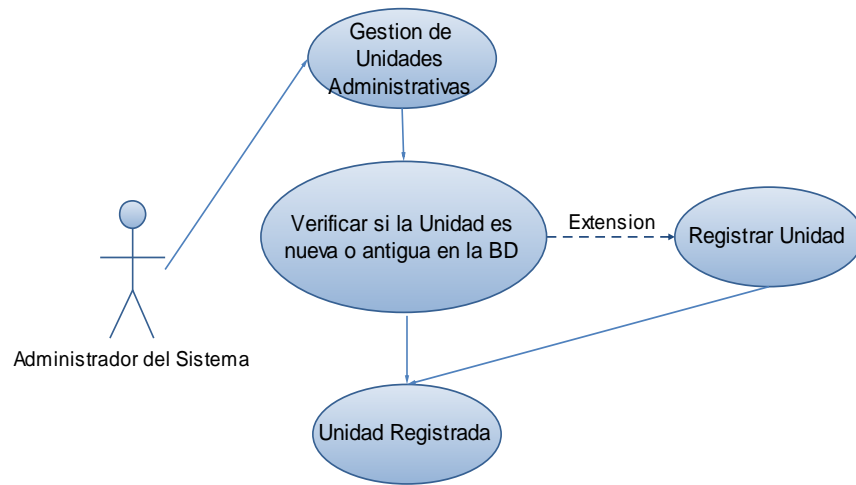 Gestion de
Unidades
Administrativas
Verificar si la Unidad es
nueva o antigua en la BD
Extension
Registrar Unidad
Administrador del Sistema
Unidad Registrada